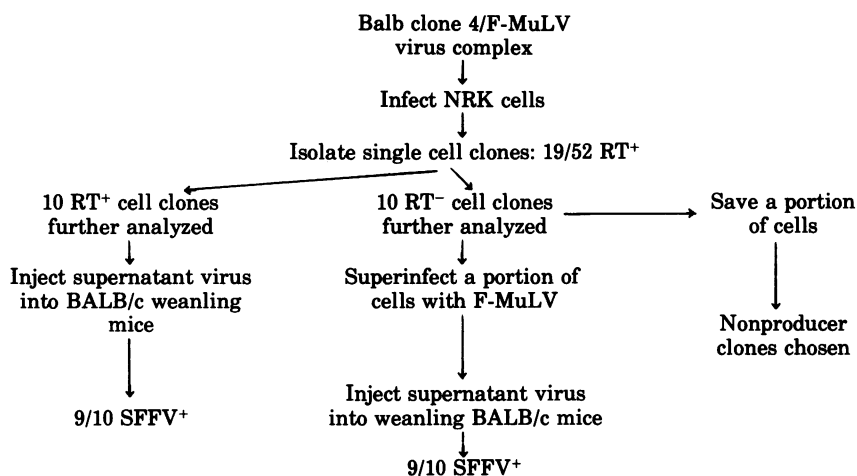 Balb clone 4/F-MuLV
virus complex
Infect NRK cells
Isolate single cell clones: 19/52 RT+
10 RT+ cell clones
further analyzed
Inject supernatant virus
into BALB/c weanling
mice
9/10 SFFV+
10 RT− cell clones
further analyzed
Superinfect a portion of
cells with F-MuLV
Inject supernatant virus
into weanling BALB/c mice
9/10 SFFV+
Save a portion
of cells
Nonproducer
clones chosen